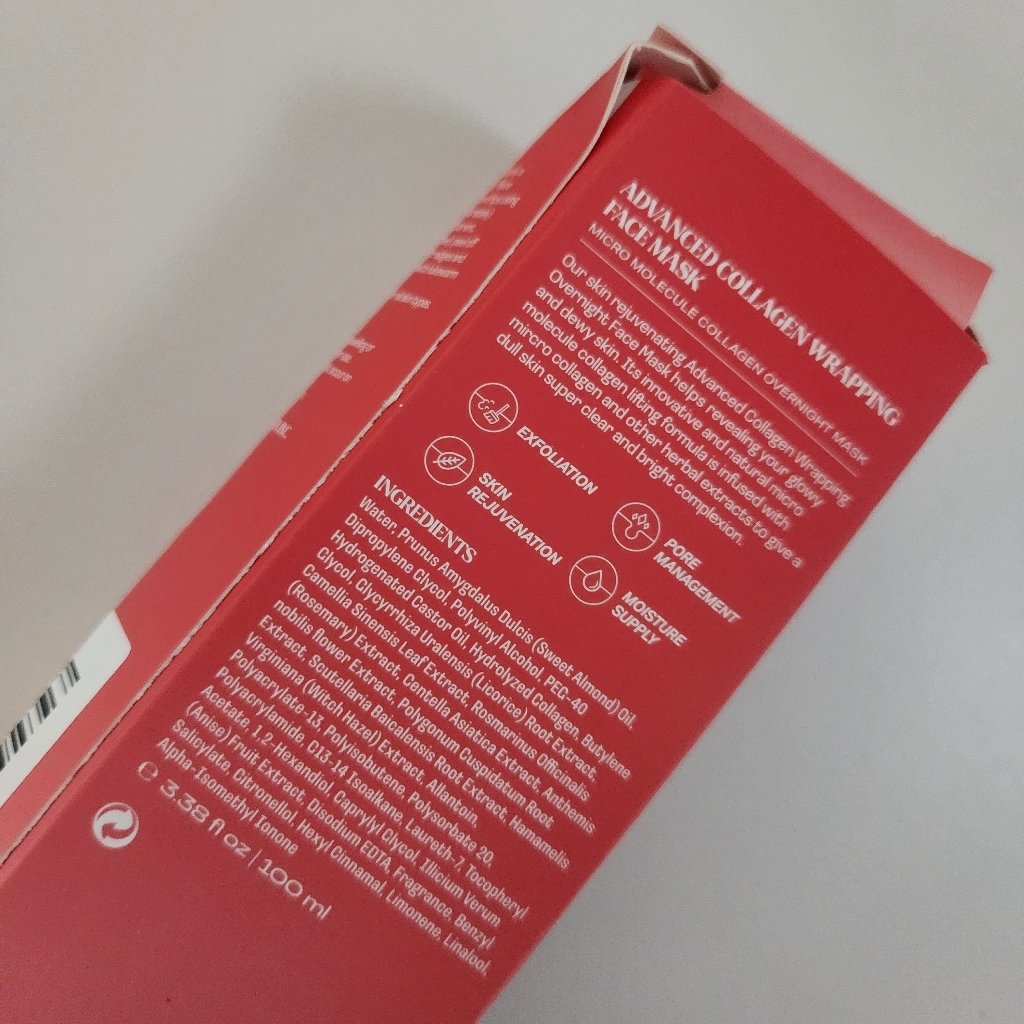 ADVANCED COLLAGEN WRAPPING
FACE MASK
MICRO MOLECULE COLLAGEN OVERNIGHT MASK
Our skin rejuvenating Advanced Collagen Wrapping
Overnight Face Mask helps revealing your glowy
and dewy skin. Its innovative and natural micro
molecule collagen lifting formula is infused with
mircro collagen and other herbal extracts to give a
dull skin super clear and bright complexion.
EXFOLIATION
PORE
MANAGEMENT
SKIN
REJUVENATION
MOISTURE
SUPPLY
INGREDIENTS
Water, Prunus Amygdalus Dulcis (Sweet Almond) Oil,
Dipropylene Glycol, Polyvinyl Alcohol, PEC-40
Hydrogenated Castor Oil, Hydrolyzed Collagen, Butylene
Glycol, Glycyrrhiza Uralensis (Licorice) Root Extract,
Camellia Sinensis Leaf Extract, Rosmarinus Officinalis
(Rosemary) Extract, Centella Asiatica Extract, Anthemis
nobilis flower Extract, Polygonum Cuspidatum Root
Extract, Scutellaria Baicalensis Root Extract, Hamamelis
Virginiana (Witch Hazel) Extract, Allantoin,
Polyacrylate-13, Polyisobutene, Polysorbate 20,
Polyacrylamide, C13-14 Isoalkane, Laureth-7, Tocopheryl
Acetate, 1,2-Hexandiol, Caprylyl Glycol, Illicium Verum
(Anise) Fruit Extract, Disodium EDTA, Fragrance, Benzyl
Salicylate, Citronellol, Hexyl Cinnamal, Limonene, Linalool,
Alpha-Isomethyl Ionone
℮ 3.38 fl oz | 100 ml